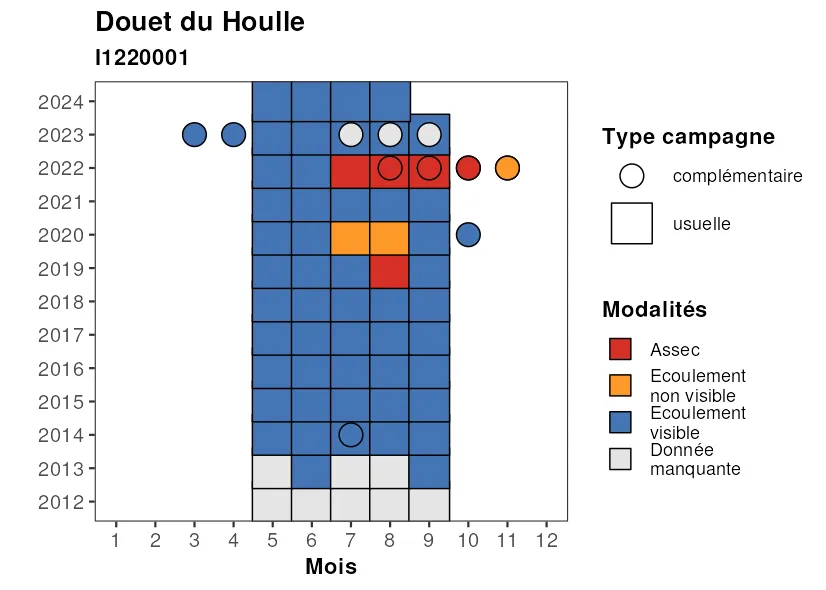 Douet du Houlle
I1220001
2024
2023
2022
2021
2020
2019
2018
2017
2016
2015
2014
2013
2012
1 2 3 4 5 6 7 8 9 10 11 12
Mois
Type campagne
complémentaire
usuelle
Modalités
Assec
Ecoulement
non visible
Ecoulement
visible
Donnée
manquante